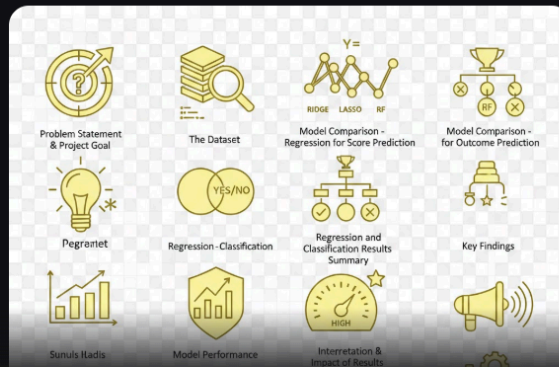 ?
Y=
RIDGE LASSO RF
RF
Problem Statement
& Project Goal
The Dataset
Model Comparison -
Regression for Score Prediction
Model Comparison -
for Outcome Prediction
YES/NO
Pegramet
Regression-Classification
Regression and
Classification Results
Summary
Key Findings
HIGH
Sunuls
Model Performance
Interretation &
Impact of Results